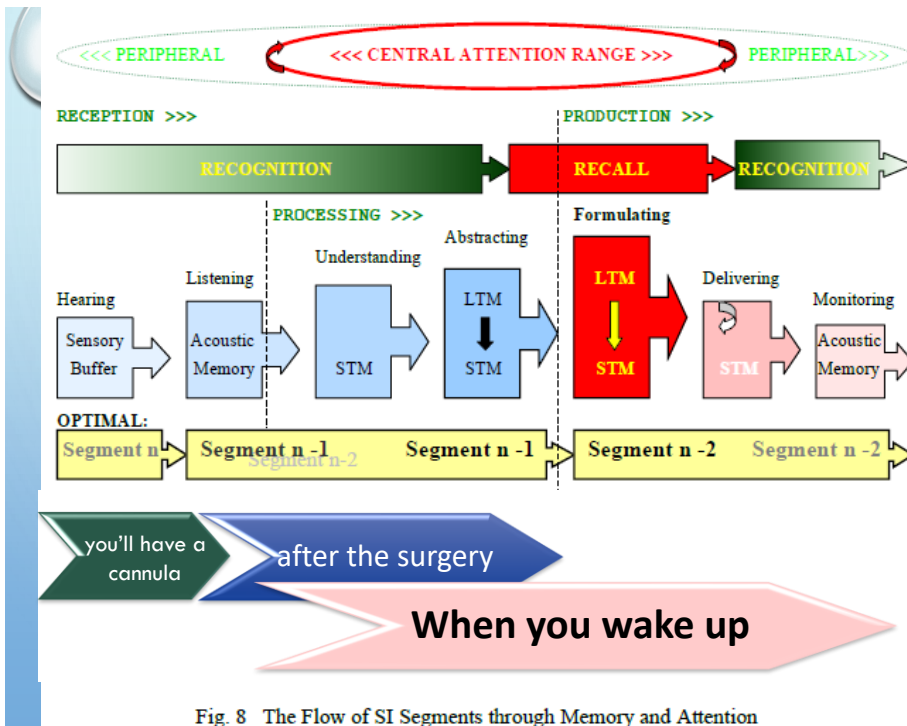 <<< PERIPHERAL <<< CENTRAL ATTENTION RANGE >>> PERIPHERAL>>>
RECEPTION >>> PRODUCTION >>>
RECOGNITION RECALL RECOGNITION
PROCESSING >>>
Formulating
Abstracting
Understanding
Listening
Delivering
Hearing
Monitoring
Sensory
Buffer
Acoustic
Memory
STM
LTM
STM
LTM
STM
STM
Acoustic
Memory
OPTIMAL:
Segment n Segment n -1 Segment n -1 Segment n -2 Segment n -2
Segment n-2
you'll have a
cannula
after the surgery
When you wake up
Fig. 8 The Flow of SI Segments through Memory and Attention